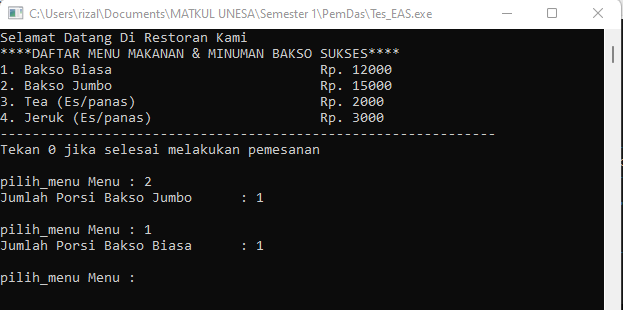 C:\Users\rizal\Documents\MATKUL UNESA\Semester 1\PemDas\Tes_EAS.exe
Selamat Datang Di Restoran Kami
****DAFTAR MENU MAKANAN & MINUMAN BAKSO SUKSES****
1. Bakso Biasa                          Rp. 12000
2. Bakso Jumbo                          Rp. 15000
3. Tea (Es/panas)                       Rp. 2000
4. Jeruk (Es/panas)                     Rp. 3000
--------------------------------------------------------------
Tekan 0 jika selesai melakukan pemesanan
pilih_menu Menu : 2
Jumlah Porsi Bakso Jumbo      : 1
pilih_menu Menu : 1
Jumlah Porsi Bakso Biasa      : 1
pilih_menu Menu :